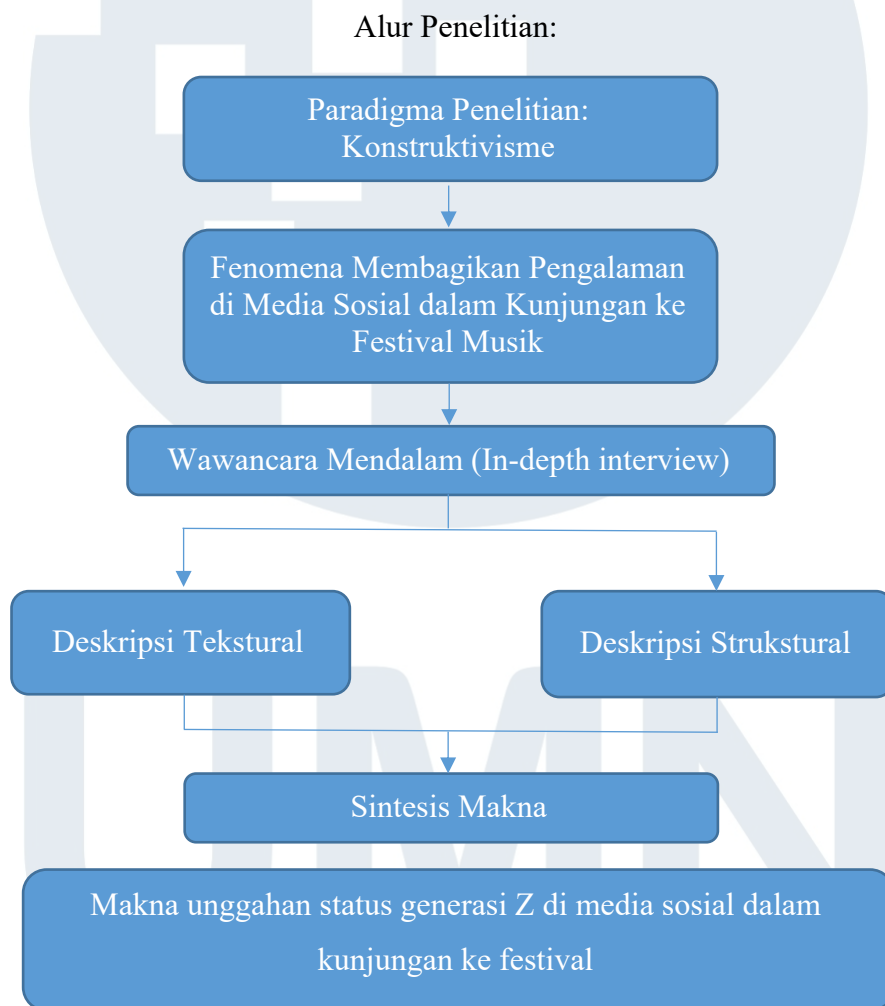 Alur Penelitian:
Paradigma Penelitian:
Konstruktivisme
Fenomena Membagikan Pengalaman
di Media Sosial dalam Kunjungan ke
Festival Musik
Wawancara Mendalam (In-depth interview)
Deskripsi Tekstural
Deskripsi Strukstural
Sintesis Makna
Makna unggahan status generasi Z di media sosial dalam
kunjungan ke festival
UMN